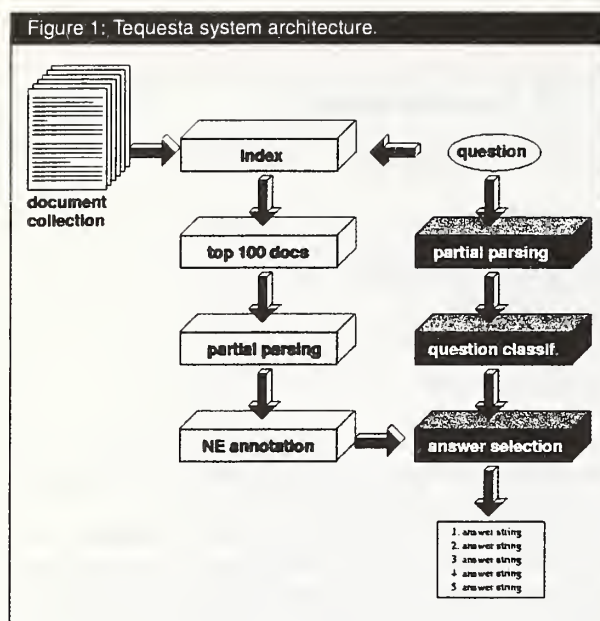 Figure 1: Tequesta system architecture.
document
collection
index
question
top 100 docs
partial parsing
partial parsing
question classif.
NE annotation
answer selection
1. answer string
2. answer string
3 answer string
4 answer string
5 answer string